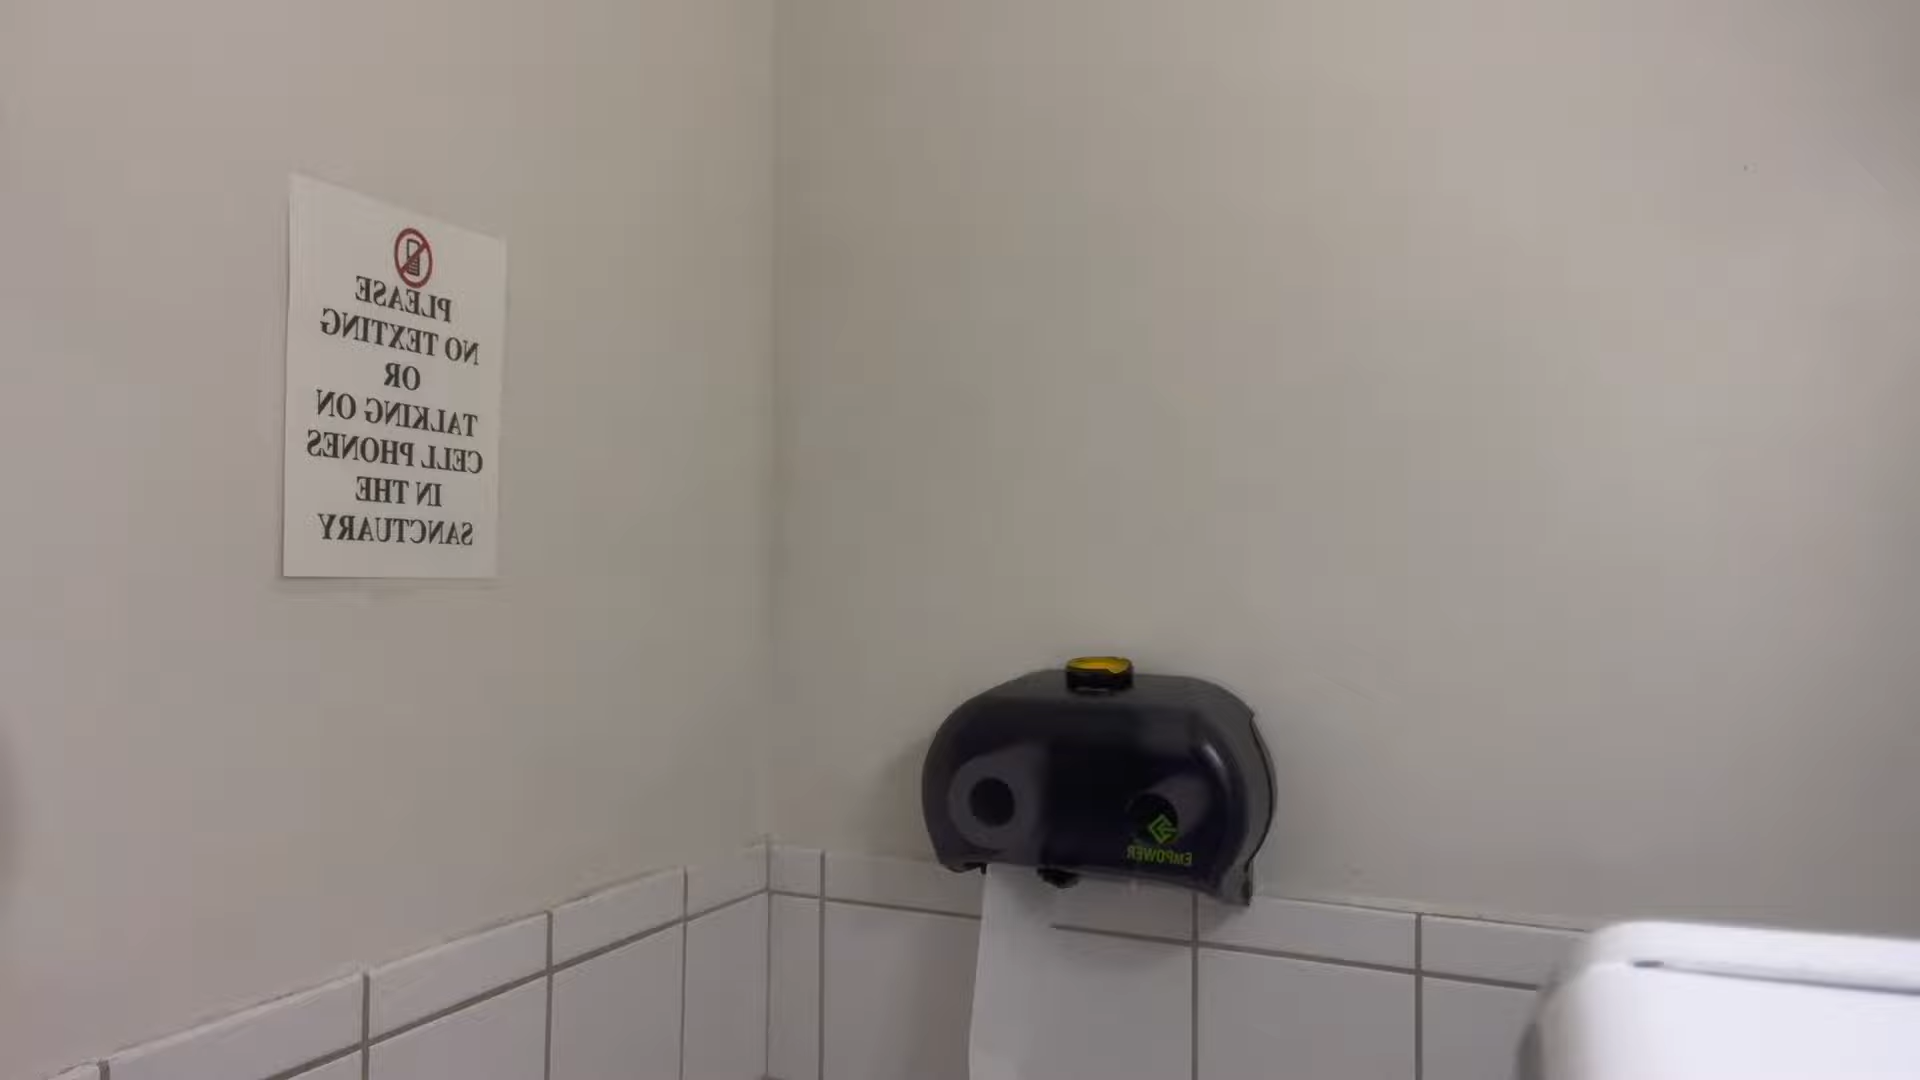 PLEASE
NO TEXTING
OR
TALKING ON
CELL PHONES
IN THE
SANCTUARY
EMPOWER